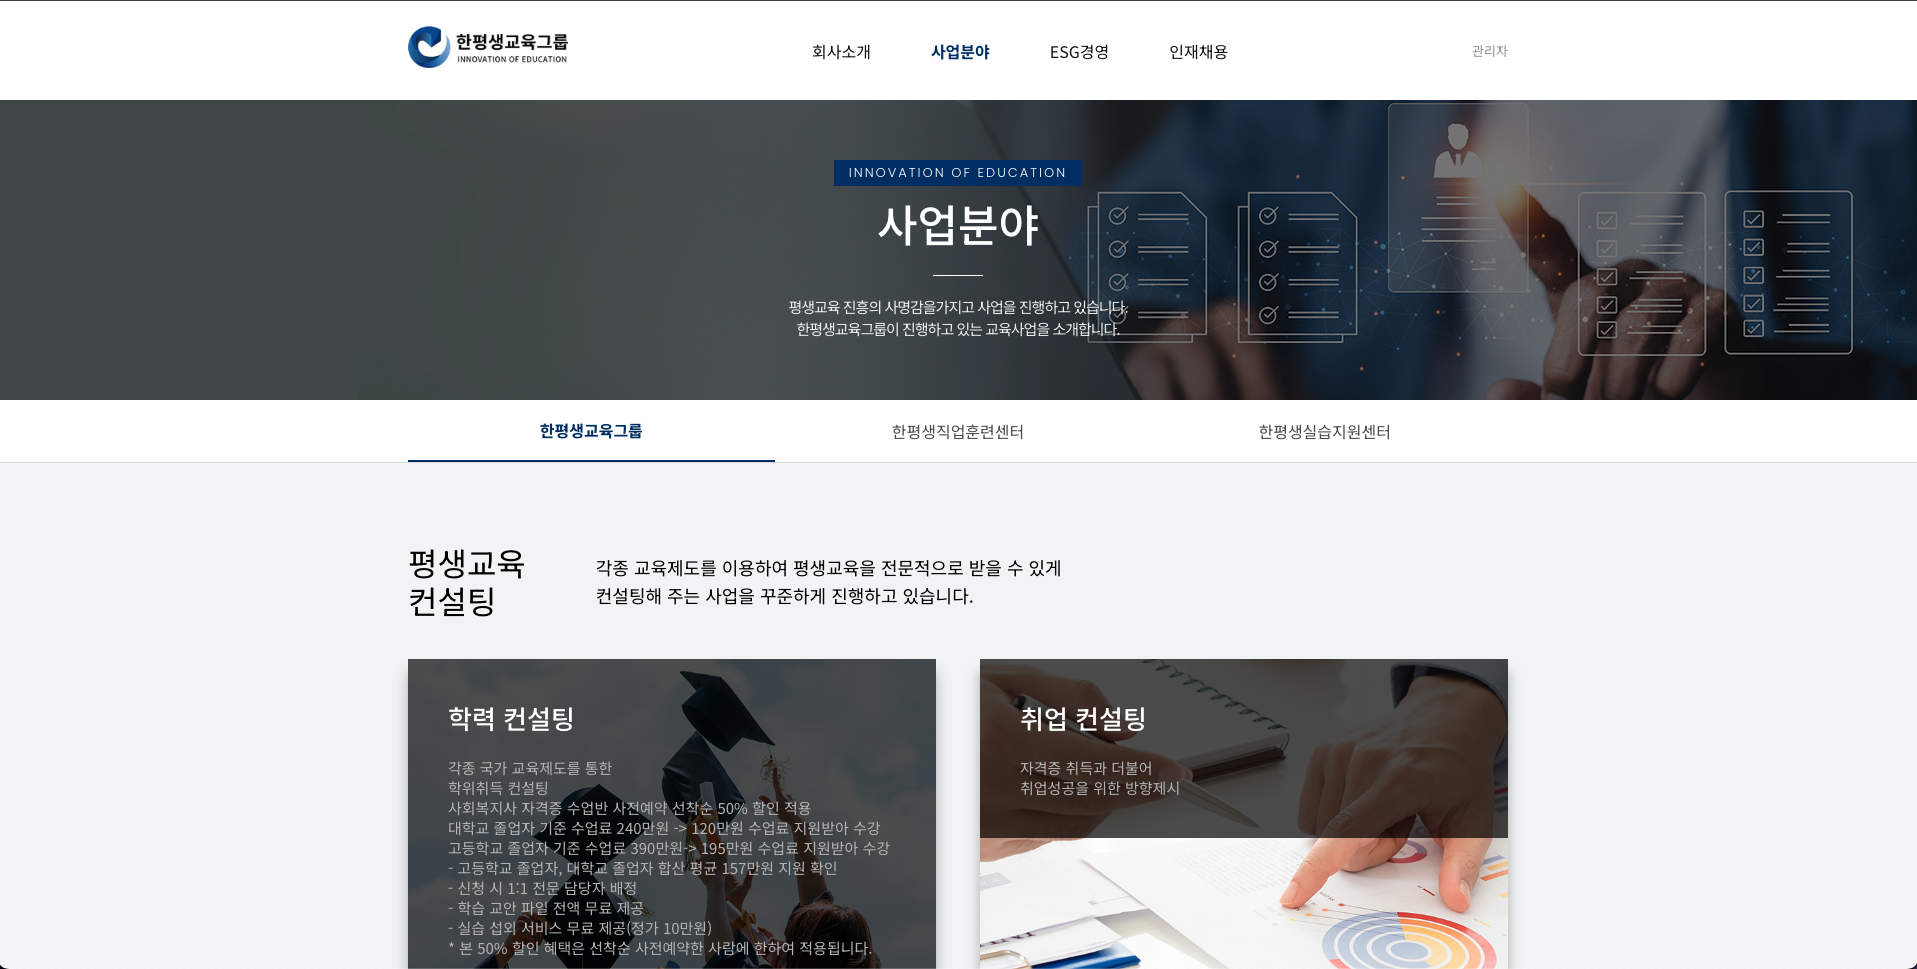 한평생교육그룹
INNOVATION OF EDUCATION
회사소개
사업분야
ESG경영
인재채용
관리자
INNOVATION OF EDUCATION
사업분야
평생교육 진흥의 사명감을가지고 사업을 진행하고 있습니다.
한평생교육그룹이 진행하고 있는 교육사업을 소개합니다.
한평생교육그룹
한평생직업훈련센터
한평생실습지원센터
평생교육
컨설팅
각종 교육제도를 이용하여 평생교육을 전문적으로 받을 수 있게
컨설팅해 주는 사업을 꾸준하게 진행하고 있습니다.
학력 컨설팅
각종 국가 교육제도를 통한
학위취득 컨설팅
사회복지사 자격증 수업반 사전예약 선착순 50% 할인 적용
대학교 졸업자 기준 수업료 240만원 -> 120만원 수업료 지원받아 수강
고등학교 졸업자 기준 수업료 390만원-> 195만원 수업료 지원받아 수강
- 고등학교 졸업자, 대학교 졸업자 합산 평균 157만원 지원 확인
- 신청 시 1:1 전문 담당자 배정
- 학습 교안 파일 전액 무료 제공
- 실습 섭외 서비스 무료 제공(정가 10만원)
* 본 50% 할인 혜택은 선착순 사전예약한 사람에 한하여 적용됩니다.
취업 컨설팅
자격증 취득과 더불어
취업성공을 위한 방향제시